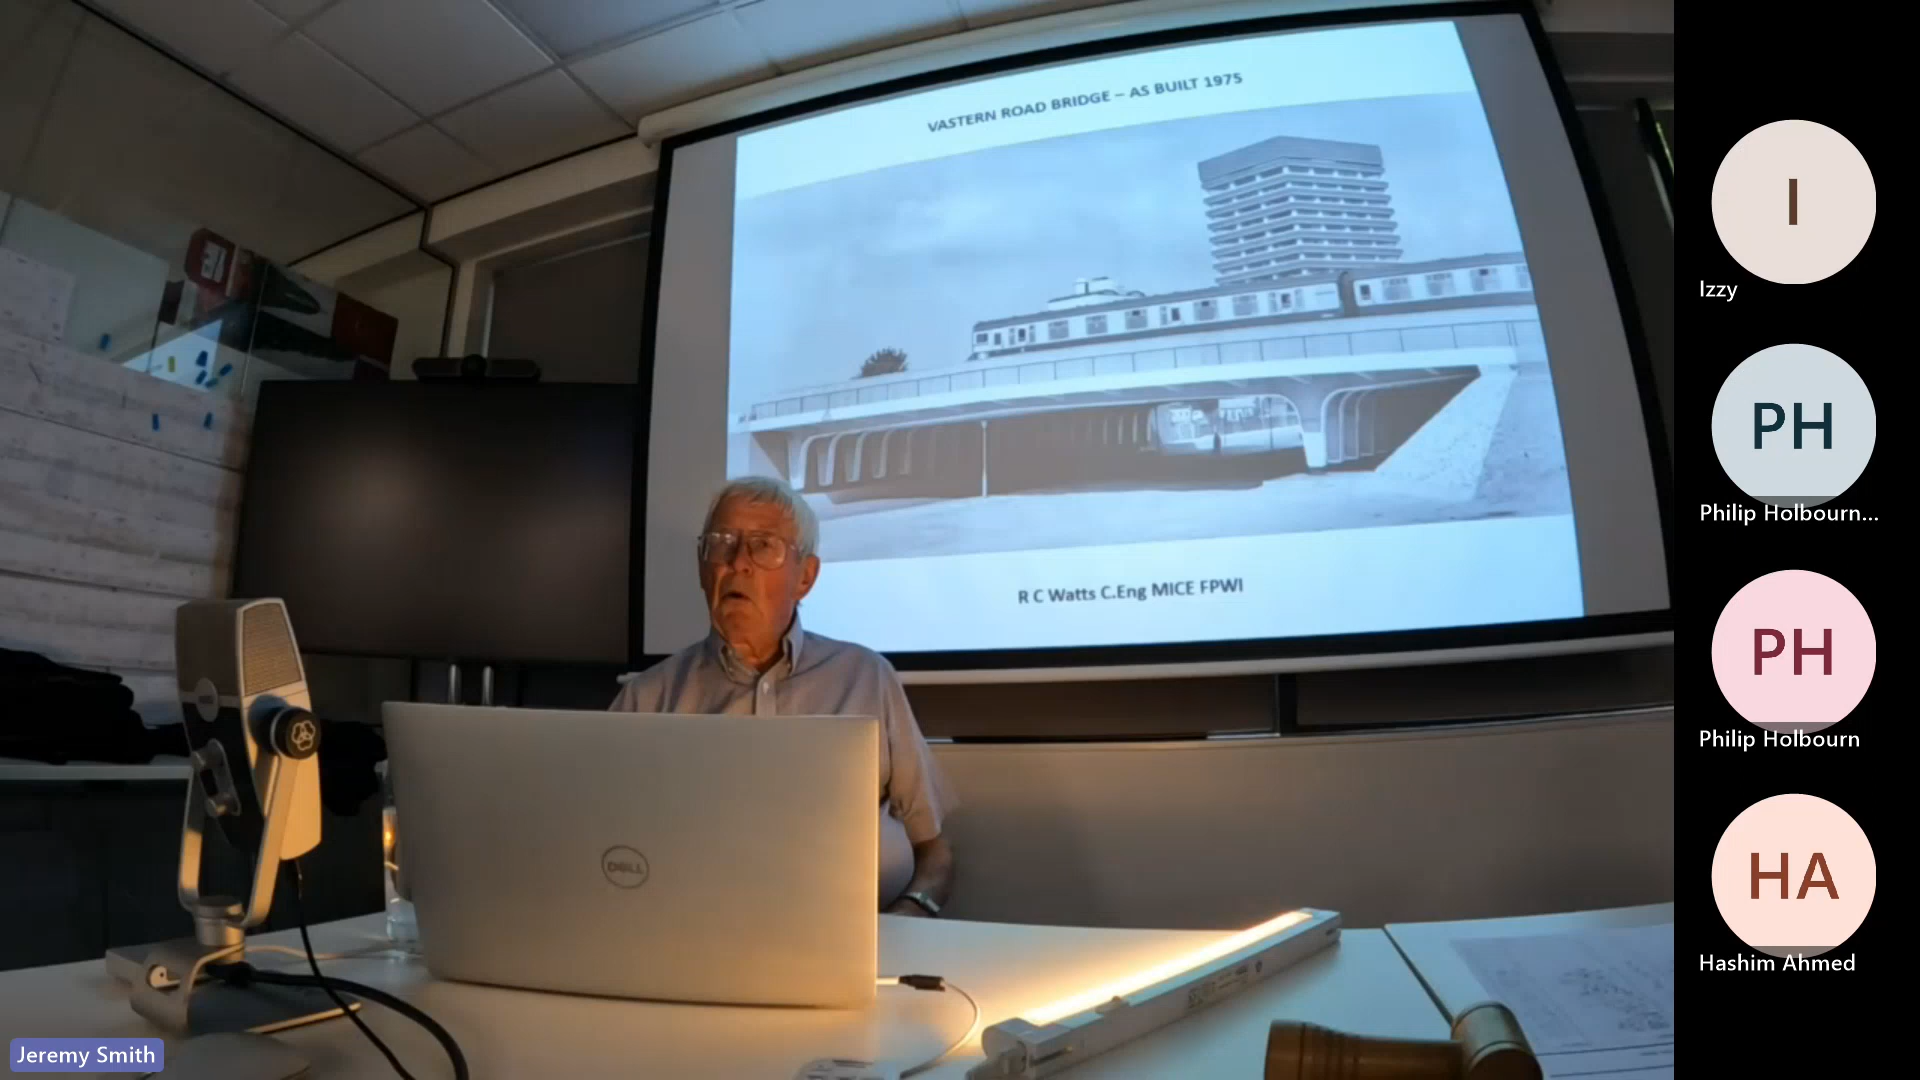 VASTERN ROAD BRIDGE – AS BUILT 1975
R C Watts C.Eng MICE FPWI
DELL
Jeremy Smith
I
Izzy
PH
Philip Holbourn...
PH
Philip Holbourn
HA
Hashim Ahmed